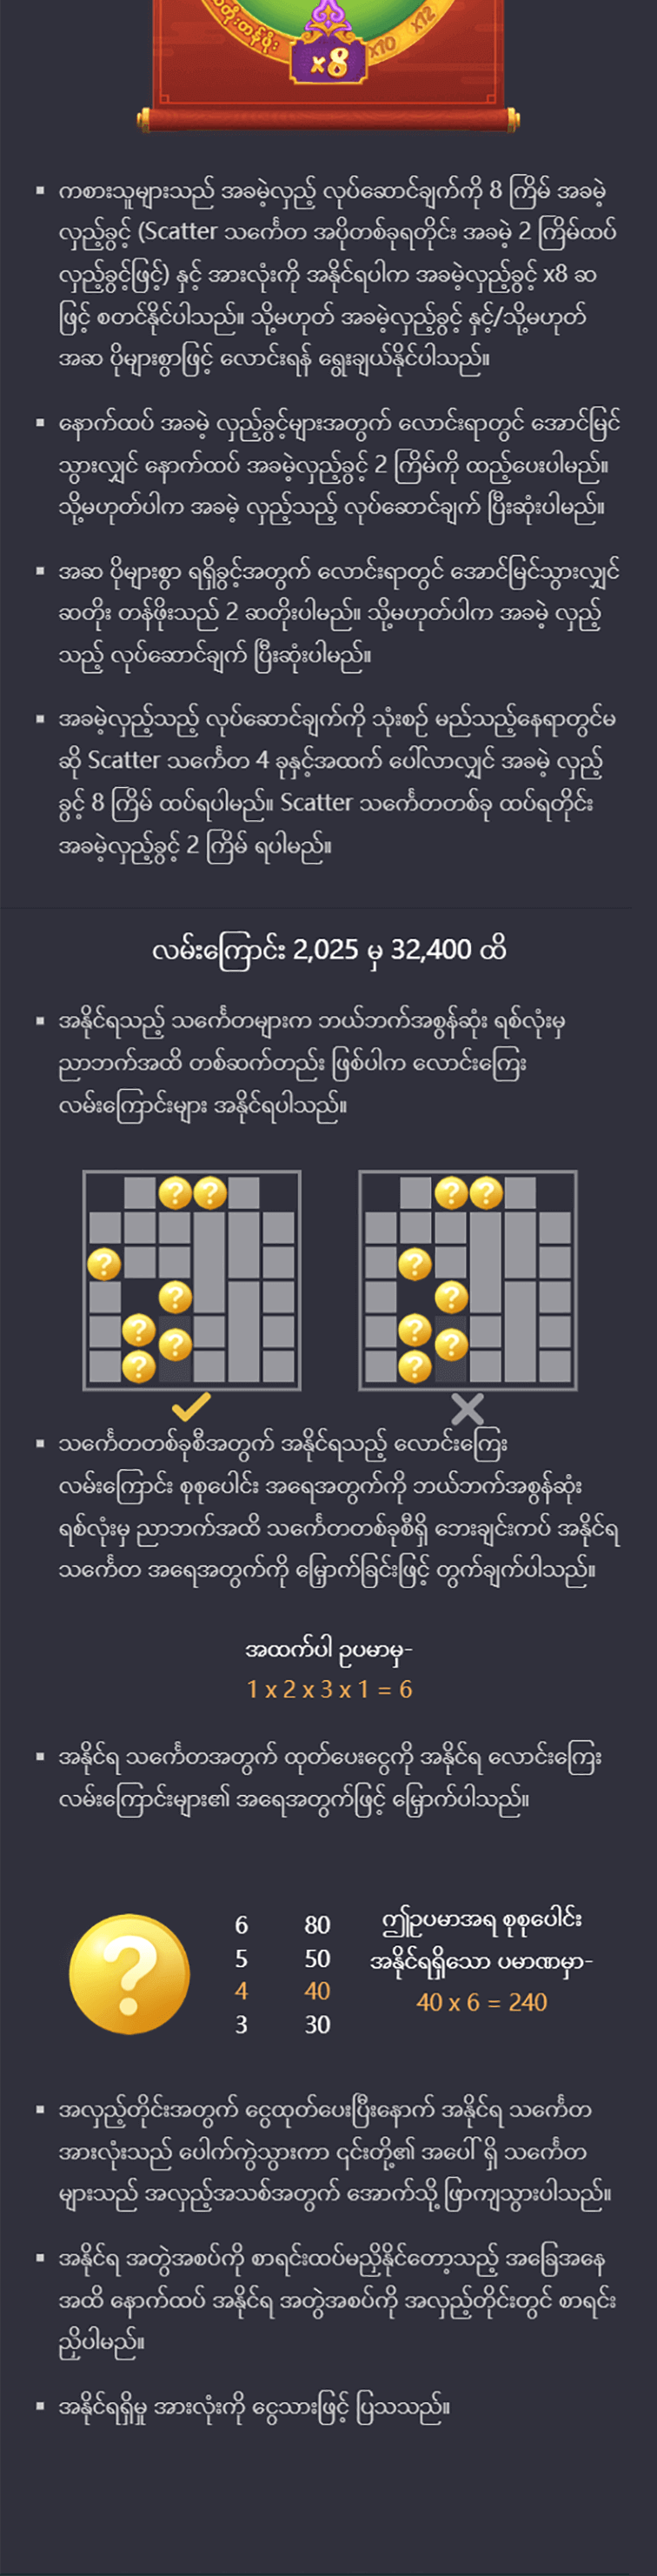 x8
x10
x12
ကစားသူများသည် အခမဲ့လှည့် လုပ်ဆောင်ချက်ကို 8 ကြိမ် အခမဲ့
လှည့်ခွင့် (Scatter သင်္ကေတ အပိုတစ်ခုရတိုင်း အခမဲ့ 2 ကြိမ်ထပ်
လှည့်ခွင့်ဖြင့်) နှင့် အားလုံးကို အနိုင်ရပါက အခမဲ့လှည့်ခွင့် x8 ဆ
ဖြင့် စတင်နိုင်ပါသည်။ သို့မဟုတ် အခမဲ့လှည့်ခွင့် နှင့်/သို့မဟုတ်
အဆ ပိုများစွာဖြင့် လောင်းရန် ရွေးချယ်နိုင်ပါသည်။
နောက်ထပ် အခမဲ့ လှည့်ခွင့်များအတွက် လောင်းရာတွင် အောင်မြင်
သွားလျှင် နောက်ထပ် အခမဲ့လှည့်ခွင့် 2 ကြိမ်ကို ထည့်ပေးပါမည်။
သို့မဟုတ်ပါက အခမဲ့ လှည့်သည့် လုပ်ဆောင်ချက် ပြီးဆုံးပါမည်။
အဆ ပိုများစွာ ရရှိခွင့်အတွက် လောင်းရာတွင် အောင်မြင်သွားလျှင်
ဆတိုး တန်ဖိုးသည် 2 ဆတိုးပါမည်။ သို့မဟုတ်ပါက အခမဲ့ လှည့်
သည့် လုပ်ဆောင်ချက် ပြီးဆုံးပါမည်။
အခမဲ့လှည့်သည့် လုပ်ဆောင်ချက်ကို သုံးစဉ် မည်သည့်နေရာတွင်မ
ဆို Scatter သင်္ကေတ 4 ခုနှင့်အထက် ပေါ်လာလျှင် အခမဲ့ လှည့်
ခွင့် 8 ကြိမ် ထပ်ရပါမည်။ Scatter သင်္ကေတတစ်ခု ထပ်ရတိုင်း
အခမဲ့လှည့်ခွင့် 2 ကြိမ် ရပါမည်။
လမ်းကြောင်း 2,025 မှ 32,400 ထိ
အနိုင်ရသည့် သင်္ကေတများက ဘယ်ဘက်အစွန်ဆုံး ရစ်လုံးမှ
ညာဘက်အထိ တစ်ဆက်တည်း ဖြစ်ပါက လောင်းကြေး
လမ်းကြောင်းများ အနိုင်ရပါသည်။
သင်္ကေတတစ်ခုစီအတွက် အနိုင်ရသည့် လောင်းကြေး
လမ်းကြောင်း စုစုပေါင်း အရေအတွက်ကို ဘယ်ဘက်အစွန်ဆုံး
ရစ်လုံးမှ ညာဘက်အထိ သင်္ကေတတစ်ခုစီရှိ ဘေးချင်းကပ် အနိုင်ရ
သင်္ကေတ အရေအတွက်ကို မြှောက်ခြင်းဖြင့် တွက်ချက်ပါသည်။
အထက်ပါ ဥပမာမှ-
1 x 2 x 3 x 1 = 6
အနိုင်ရ သင်္ကေတအတွက် ထုတ်ပေးငွေကို အနိုင်ရ လောင်းကြေး
လမ်းကြောင်းများ၏ အရေအတွက်ဖြင့် မြှောက်ပါသည်။
6 80
5 50
4 40
3 30
ဤဥပမာအရ စုစုပေါင်း
အနိုင်ရရှိသော ပမာဏမှာ-
40 x 6 = 240
အလှည့်တိုင်းအတွက် ငွေထုတ်ပေးပြီးနောက် အနိုင်ရ သင်္ကေတ
အားလုံးသည် ပေါက်ကွဲသွားကာ ၎င်းတို့၏ အပေါ် ရှိ သင်္ကေတ
များသည် အလှည့်အသစ်အတွက် အောက်သို့ ဖြာကျသွားပါသည်။
အနိုင်ရ အတွဲအစပ်ကို စာရင်းထပ်မညှိနိုင်တော့သည့် အခြေအနေ
အထိ နောက်ထပ် အနိုင်ရ အတွဲအစပ်ကို အလှည့်တိုင်းတွင် စာရင်း
ညှိပါမည်။
အနိုင်ရရှိမှု အားလုံးကို ငွေသားဖြင့် ပြသသည်။